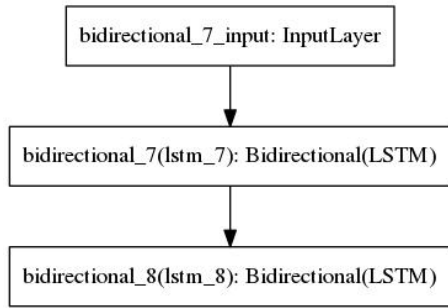 bidirectional_7_input: InputLayer
bidirectional_7(lstm_7): Bidirectional(LSTM)
bidirectional_8(lstm_8): Bidirectional(LSTM)